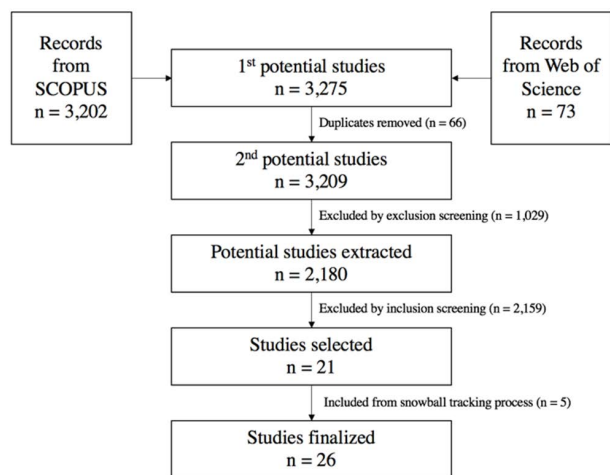 Records
from
SCOPUS
n = 3,202
1st potential studies
n = 3,275
Records
from Web of
Science
n = 73
Duplicates removed (n = 66)
2nd potential studies
n = 3,209
Excluded by exclusion screening (n = 1,029)
Potential studies extracted
n = 2,180
Excluded by inclusion screening (n = 2,159)
Studies selected
n = 21
Included from snowball tracking process (n = 5)
Studies finalized
n = 26